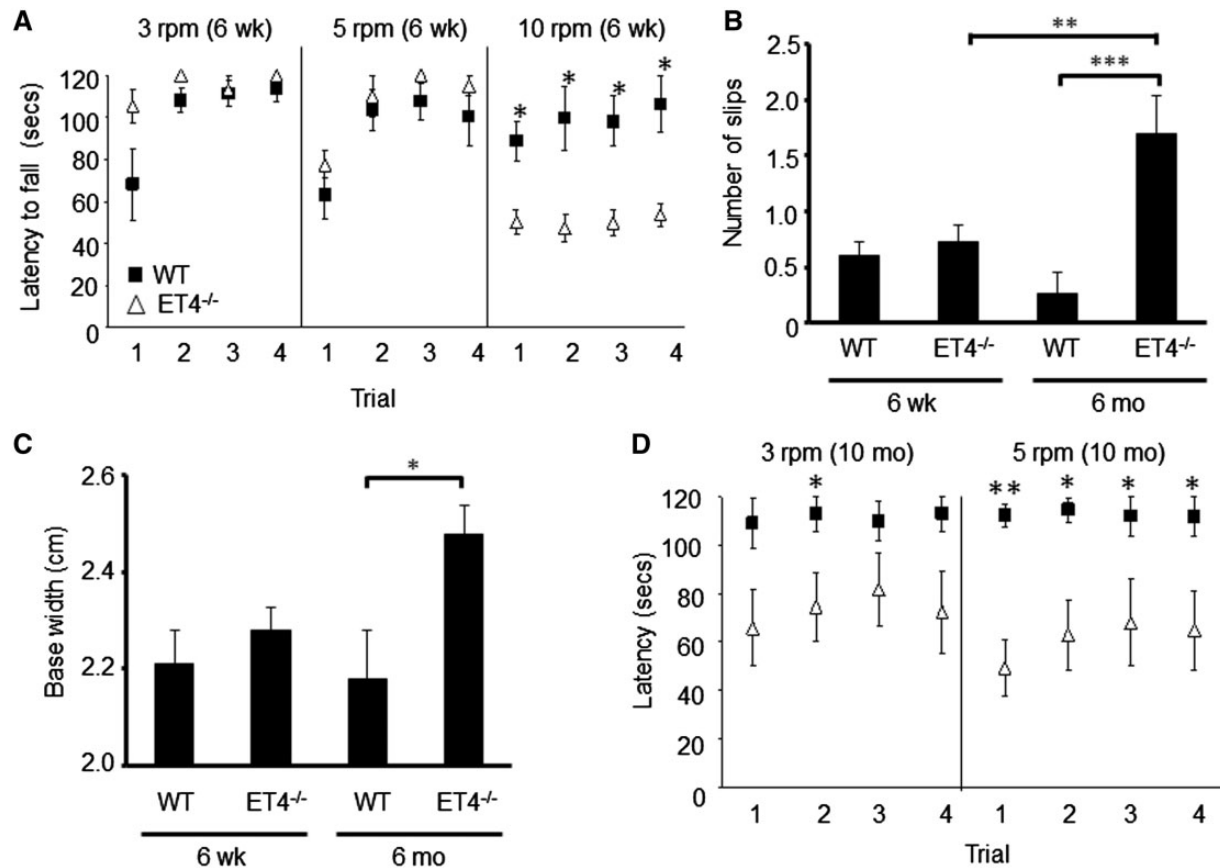 A
3 rpm (6 wk) 5 rpm (6 wk) 10 rpm (6 wk)
Latency to fall (secs)
120
100
80
60
40
20
0
* * * *
WT
ET4-/-
1 2 3 4 1 2 3 4 1 2 3 4
Trial
B
Number of slips
2.5
2.0
1.5
1.0
0.5
0
**
***
WT ET4-/- WT ET4-/-
6 wk 6 mo
C
Base width (cm)
2.6
2.4
2.2
2.0
*
WT ET4-/- WT ET4-/-
6 wk 6 mo
D
3 rpm (10 mo) 5 rpm (10 mo)
Latency (secs)
120
100
80
60
40
20
0
* ** * * *
1 2 3 4 1 2 3 4
Trial